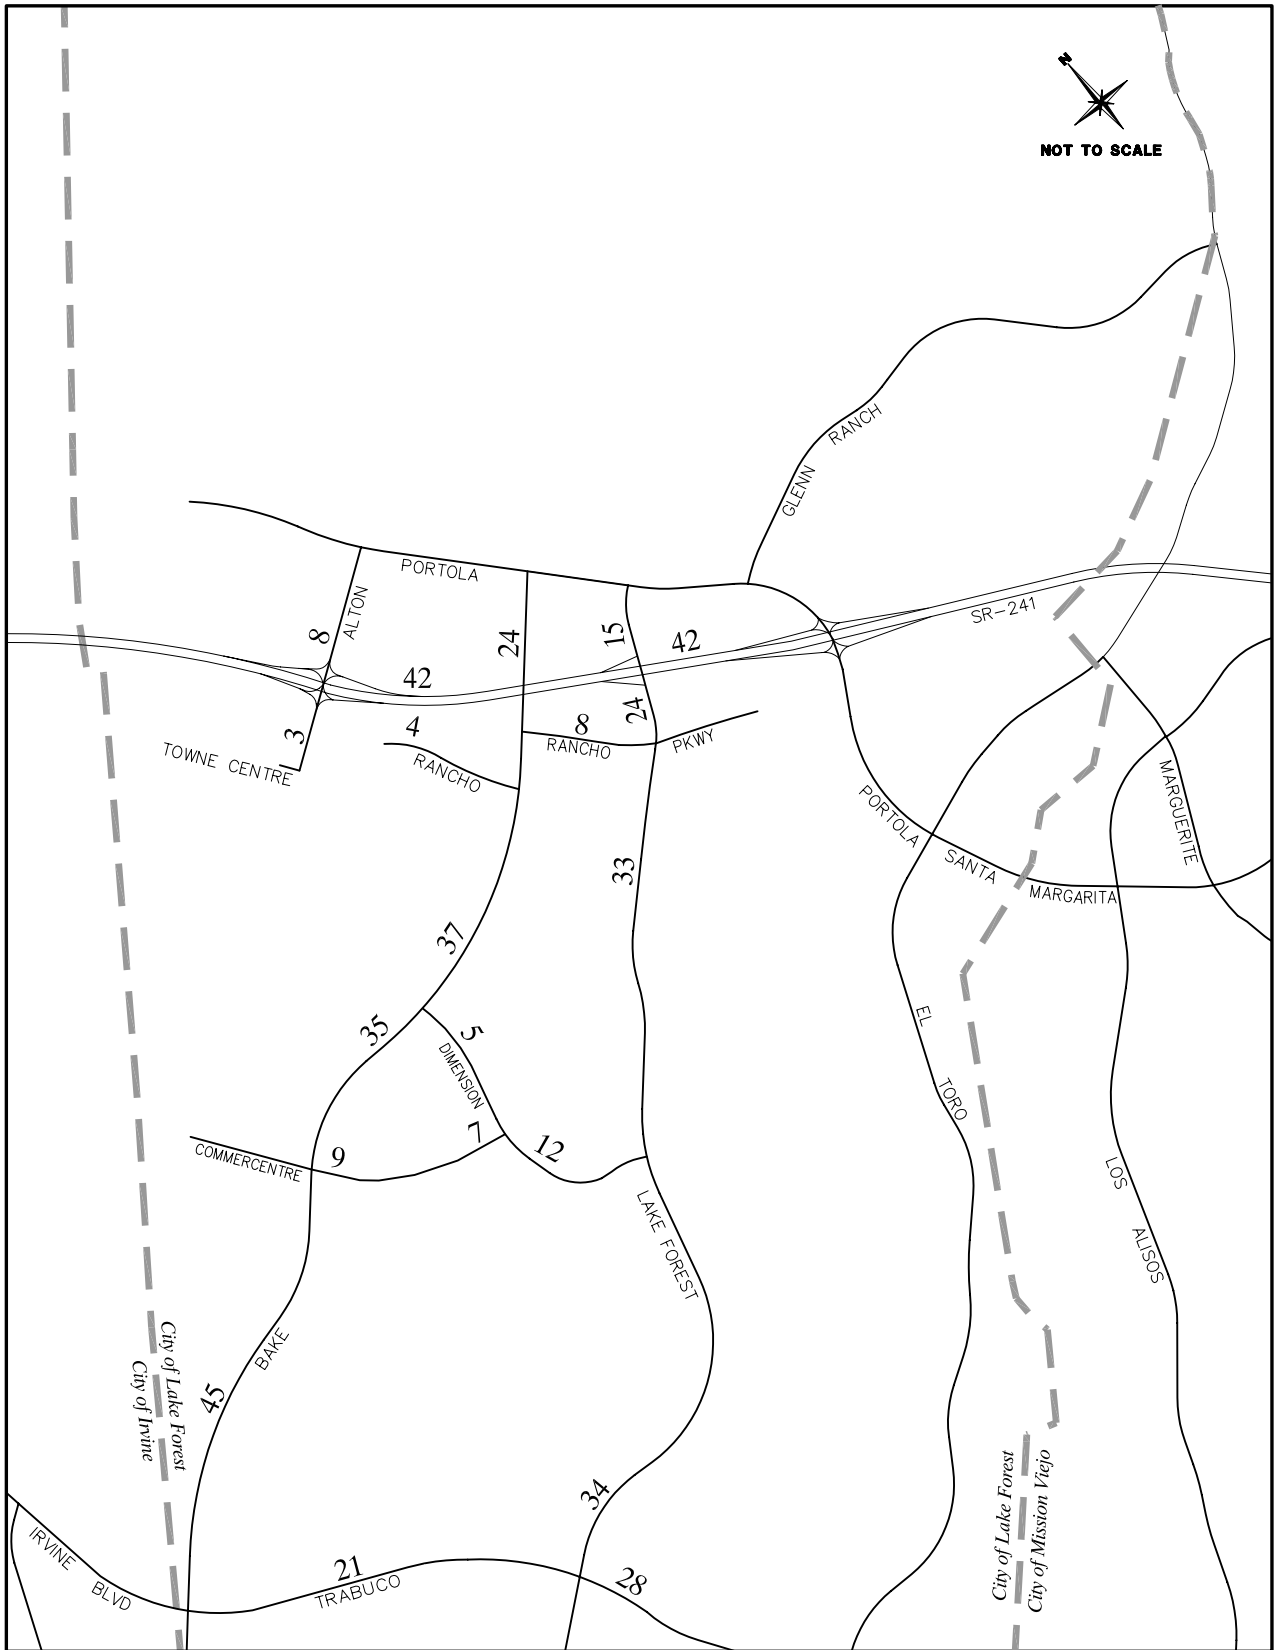 N
NOT TO SCALE
GLENN
RANCH
PORTOLA
ALTON
8
24
15
42
SR-241
42
4
3
24
8
RANCHO
PKWY
TOWNE CENTRE
RANCHO
MARGUERITE
PORTOLA
SANTA
MARGARITA
33
37
35
5
DIMENSION
EL
TORO
7
12
9
COMMERCENTRE
LAKE FOREST
LOS
ALISOS
BAKE
45
City of Lake Forest
City of Irvine
34
City of Lake Forest
City of Mission Viejo
IRVINE
BLVD
21
TRABUCO
28